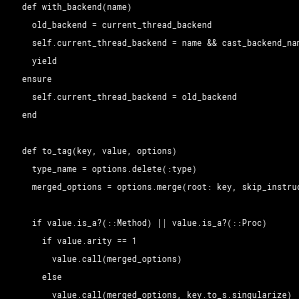 def with_backend(name)
old_backend = current_thread_backend
self.current_thread_backend = name && cast_backend_nam
yield
ensure
self.current_thread_backend = old_backend
end
def to_tag(key, value, options)
type_name = options.delete(:type)
merged_options = options.merge(root: key, skip_instruc
if value.is_a?(::Method) || value.is_a?(::Proc)
if value.arity == 1
value.call(merged_options)
else
value.call(merged_options, key.to_s.singularize)